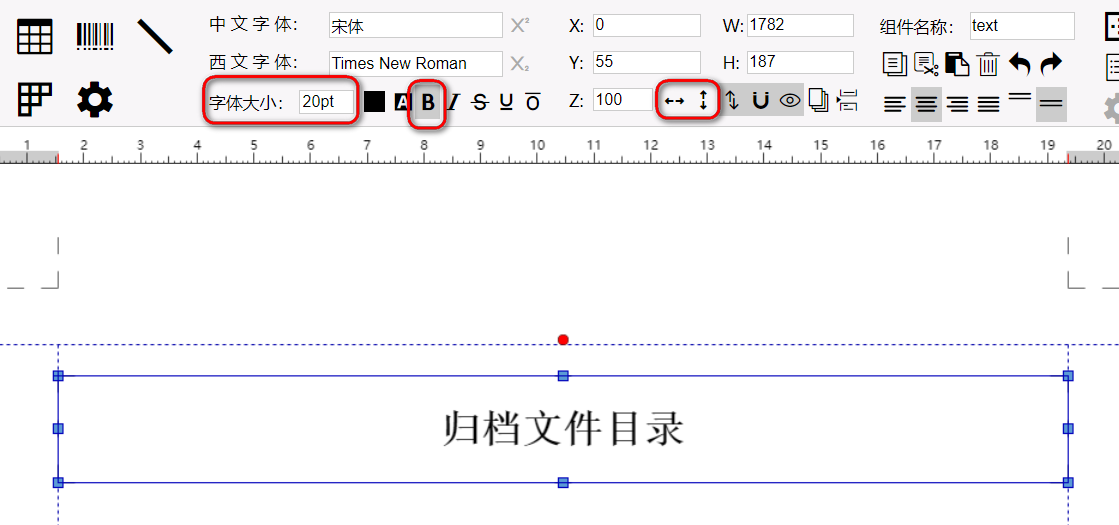 中文字体: 宋体 X² X: 0 W: 1782 组件名称: text
西文字体: Times New Roman X₂ Y: 55 H: 187
字体大小: 20pt A B I S U O Z: 100
1 2 3 4 5 6 7 8 9 10 11 12 13 14 15 16 17 18 19 20
归档文件目录